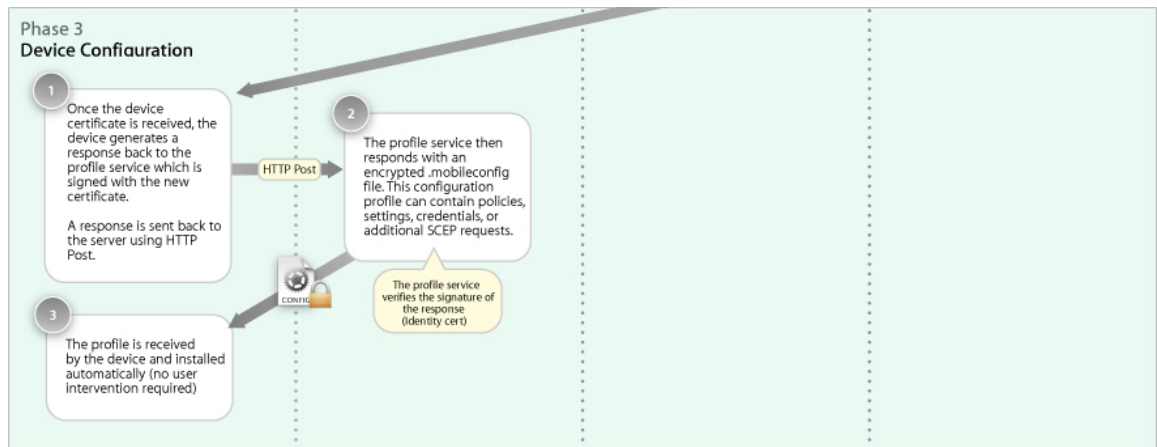 Phase 3
Device Configuration
1
Once the device
certificate is received, the
device generates a
response back to the
profile service which is
signed with the new
certificate.
A response is sent back to
the server using HTTP
Post.
HTTP Post
2
The profile service then
responds with an
encrypted .mobileconfig
file. This configuration
profile can contain policies,
settings, credentials, or
additional SCEP requests.
The profile service
verifies the signature of
the response
(Identity cert)
CONFIG
3
The profile is received
by the device and installed
automatically (no user
intervention required)